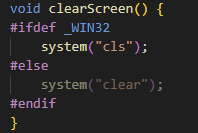 void clearScreen() {
#ifdef _WIN32
    system("cls");
#else
    system("clear");
#endif
}